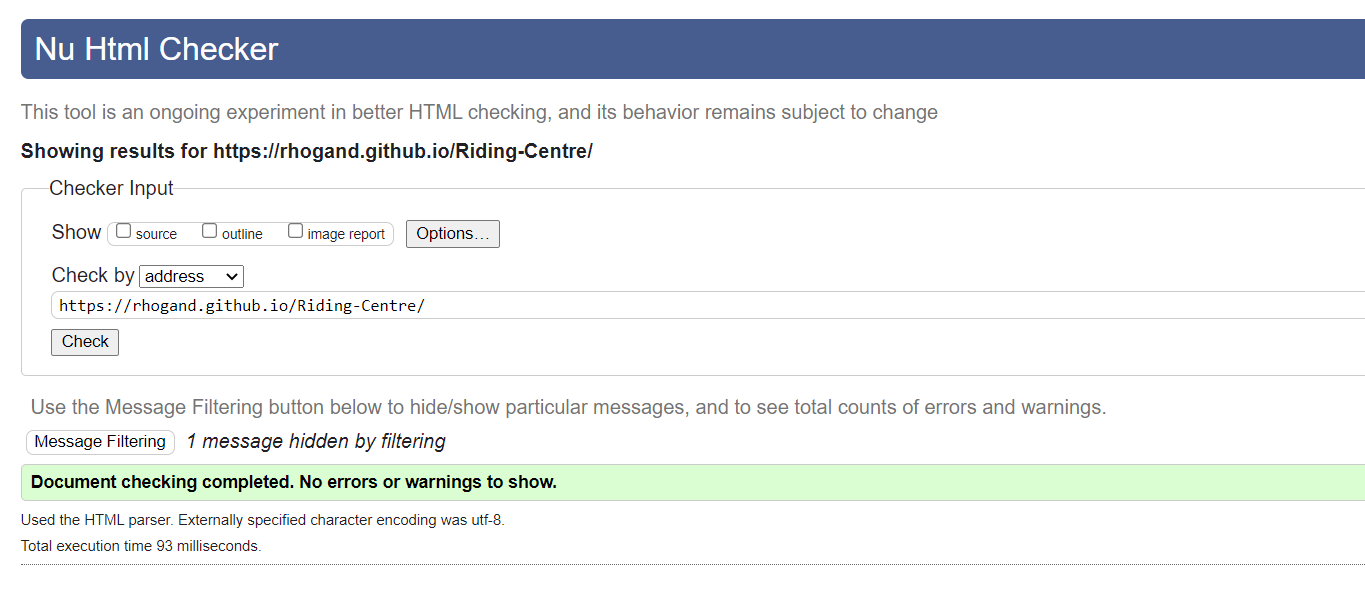 Nu Html Checker
This tool is an ongoing experiment in better HTML checking, and its behavior remains subject to change
Showing results for https://rhogand.github.io/Riding-Centre/
Checker Input
Show source outline image report Options...
Check by address
https://rhogand.github.io/Riding-Centre/
Check
Use the Message Filtering button below to hide/show particular messages, and to see total counts of errors and warnings.
Message Filtering 1 message hidden by filtering
Document checking completed. No errors or warnings to show.
Used the HTML parser. Externally specified character encoding was utf-8.
Total execution time 93 milliseconds.